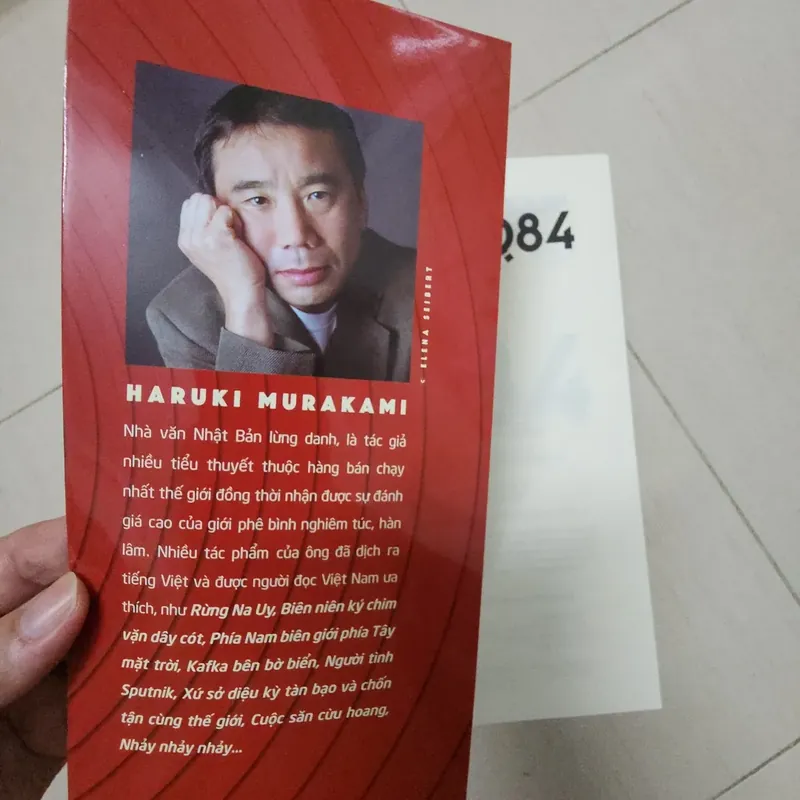 HARUKI MURAKAMI
Nhà văn Nhật Bản lừng danh, là tác giả
nhiều tiểu thuyết thuộc hàng bán chạy
nhất thế giới đồng thời nhận được sự đánh
giá cao của giới phê bình nghiêm túc, hàn
lâm. Nhiều tác phẩm của ông đã dịch ra
tiếng Việt và được người đọc Việt Nam ưa
thích, như Rừng Na Uy, Biên niên ký chim
vặn dây cót, Phía Nam biên giới phía Tây
mặt trời, Kafka bên bờ biển, Người tình
Sputnik, Xứ sở diệu kỳ tàn bạo và chốn
tận cùng thế giới, Cuộc săn cừu hoang,
Nhảy nhảy nhảy...
ELENA SEIBERT
Q84